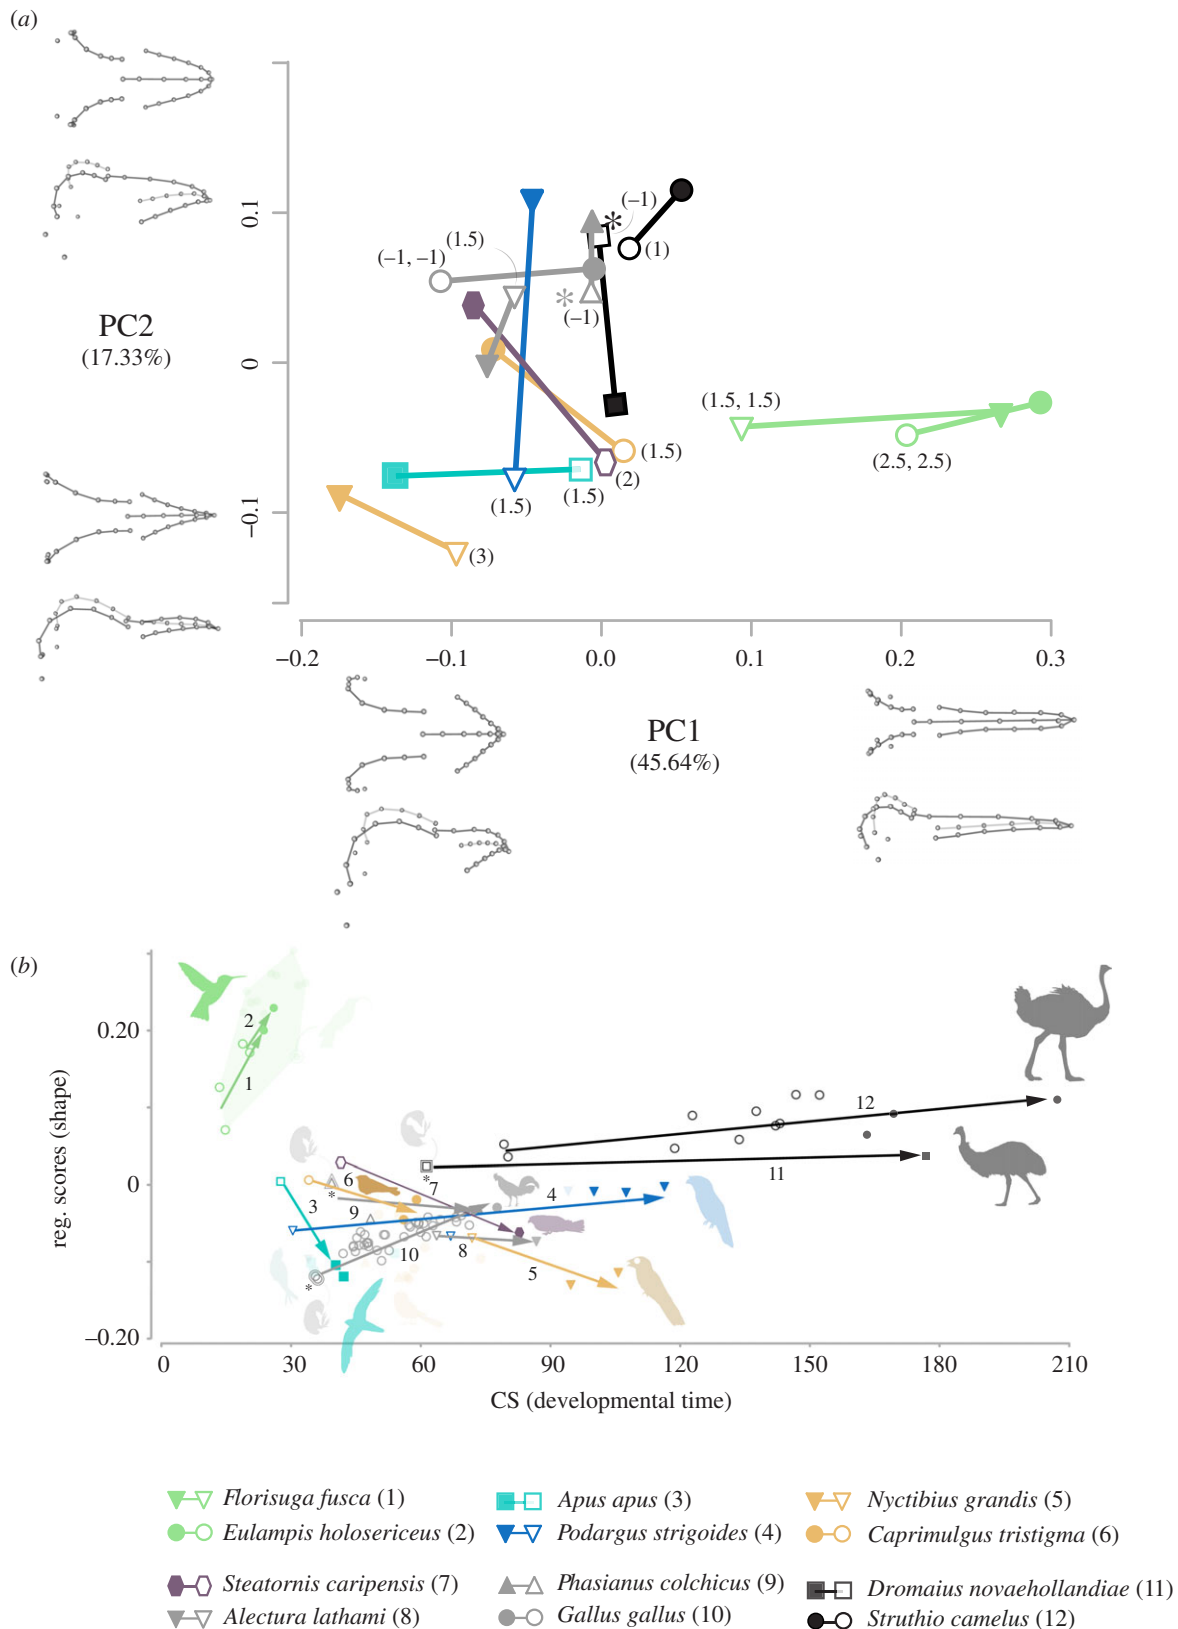 (a)
0.1
(–1)
(1.5)
(–1, –1)
(1)
*
*
(–1)
PC2
(17.33%)
0
(1.5, 1.5)
(1.5)
(2.5, 2.5)
(2)
(1.5)
(1.5)
–0.1
(3)
–0.2
–0.1
0.0
0.1
0.2
0.3
PC1
(45.64%)
(b)
0.20
2
1
12
11
0
6
7
*
*
4
3
9
10
8
5
*
–0.20
reg. scores (shape)
0
30
60
90
120
150
180
210
CS (developmental time)
Florisuga fusca (1)
Apus apus (3)
Nyctibius grandis (5)
Eulampis holosericeus (2)
Podargus strigoides (4)
Caprimulgus tristigma (6)
Steatornis caripensis (7)
Phasianus colchicus (9)
Dromaius novaehollandiae (11)
Alectura lathami (8)
Gallus gallus (10)
Struthio camelus (12)